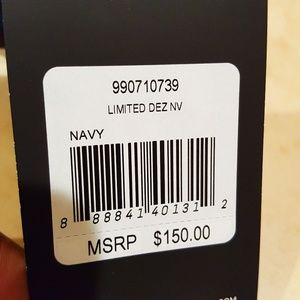 990710739
LIMITED DEZ NV
NAVY
8 88841 40131 2
MSRP $150.00